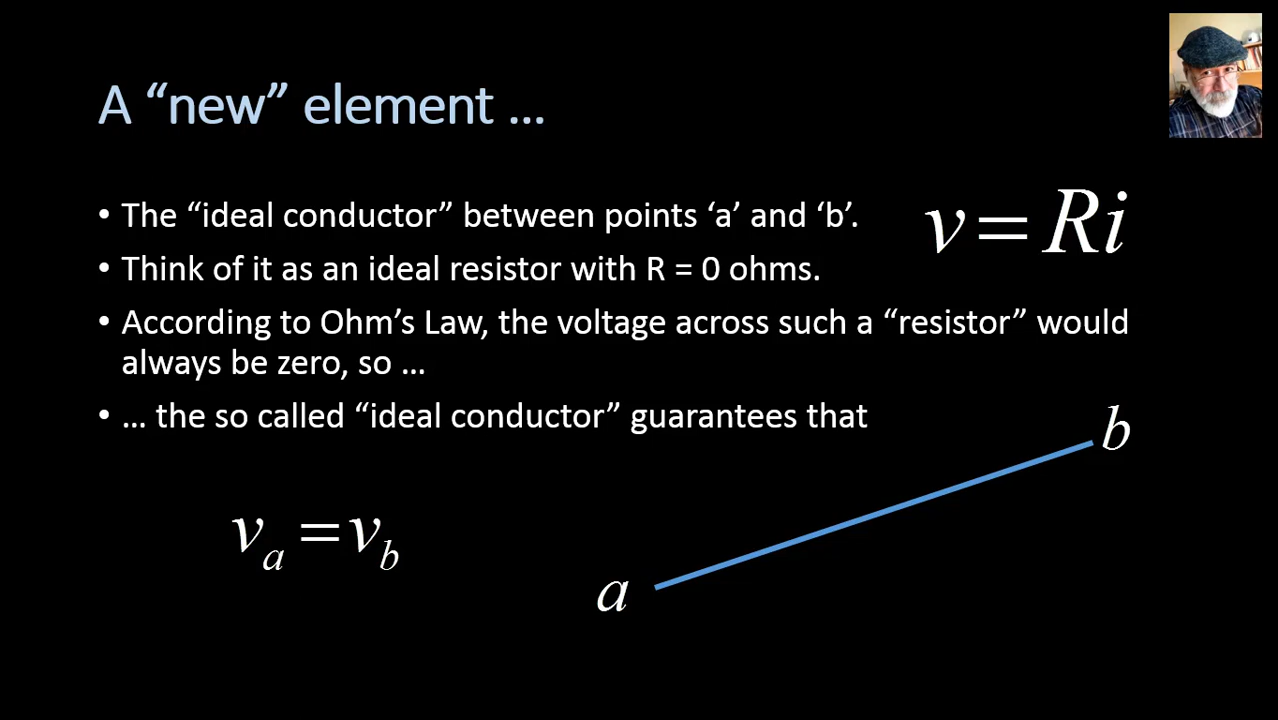 A “new” element …
• The “ideal conductor” between points ‘a’ and ‘b’.
v = Ri
• Think of it as an ideal resistor with R = 0 ohms.
• According to Ohm’s Law, the voltage across such a “resistor” would
always be zero, so …
• … the so called “ideal conductor” guarantees that
b
v_a = v_b
a